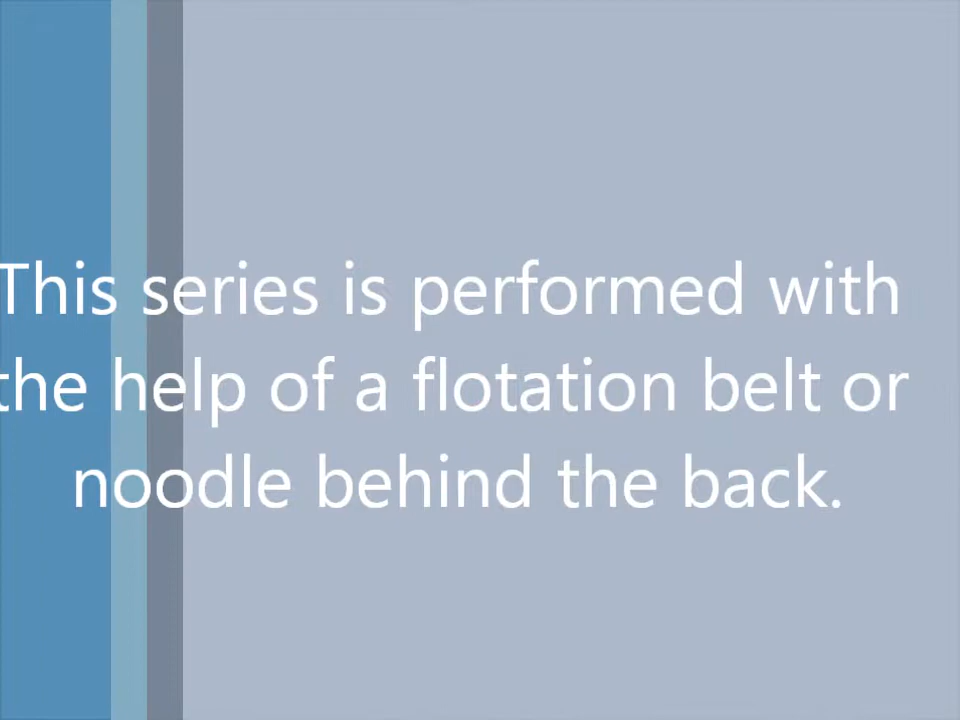 This series is performed with
the help of a flotation belt or
noodle behind the back.